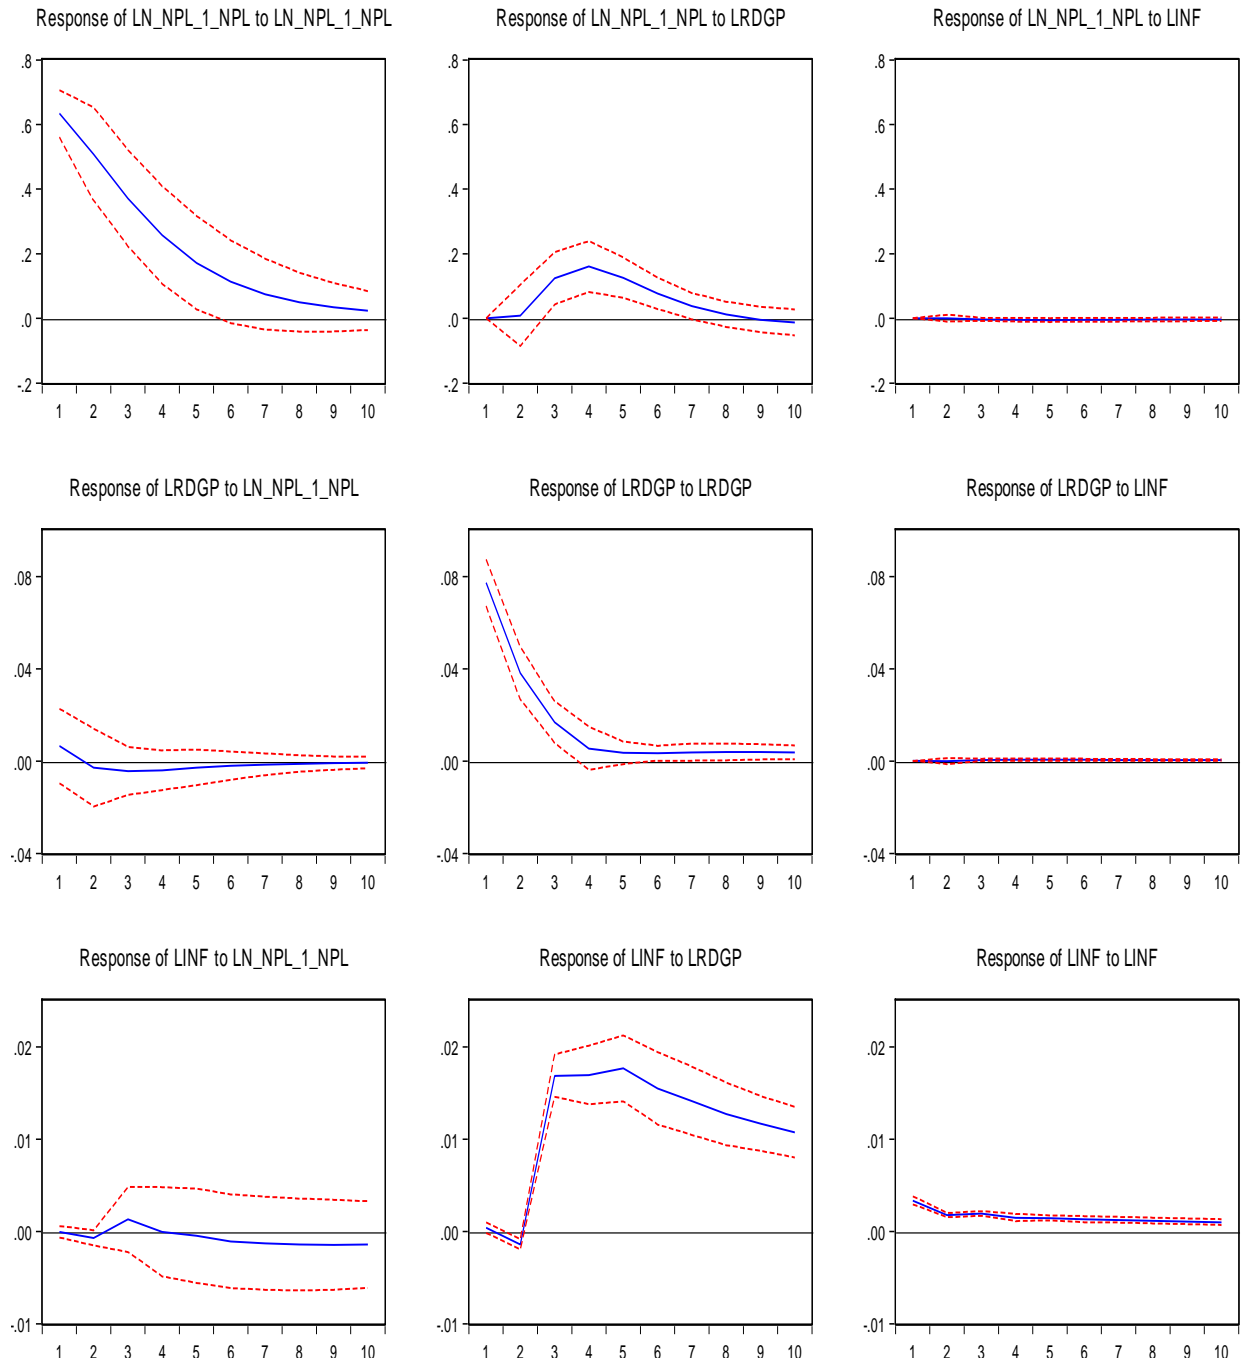 Response of LN_NPL_1_NPL to LN_NPL_1_NPL
.8
.6
.4
.2
.0
-.2
1 2 3 4 5 6 7 8 9 10
Response of LN_NPL_1_NPL to LRDGP
.8
.6
.4
.2
.0
-.2
1 2 3 4 5 6 7 8 9 10
Response of LN_NPL_1_NPL to LINF
.8
.6
.4
.2
.0
-.2
1 2 3 4 5 6 7 8 9 10
Response of LRDGP to LN_NPL_1_NPL
.08
.04
.00
-.04
1 2 3 4 5 6 7 8 9 10
Response of LRDGP to LRDGP
.08
.04
.00
-.04
1 2 3 4 5 6 7 8 9 10
Response of LRDGP to LINF
.08
.04
.00
-.04
1 2 3 4 5 6 7 8 9 10
Response of LINF to LN_NPL_1_NPL
.02
.01
.00
-.01
1 2 3 4 5 6 7 8 9 10
Response of LINF to LRDGP
.02
.01
.00
-.01
1 2 3 4 5 6 7 8 9 10
Response of LINF to LINF
.02
.01
.00
-.01
1 2 3 4 5 6 7 8 9 10